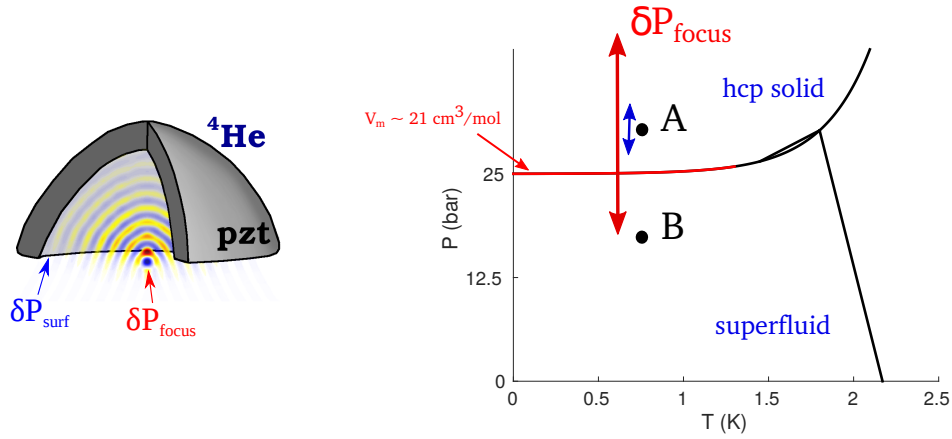 ⁴He
pzt
δP_surf
δP_focus
δP_focus
hcp solid
V_m ~ 21 cm³/mol
A
B
superfluid
P (bar)
25
12.5
0
0
0.5
1
1.5
2
2.5
T (K)